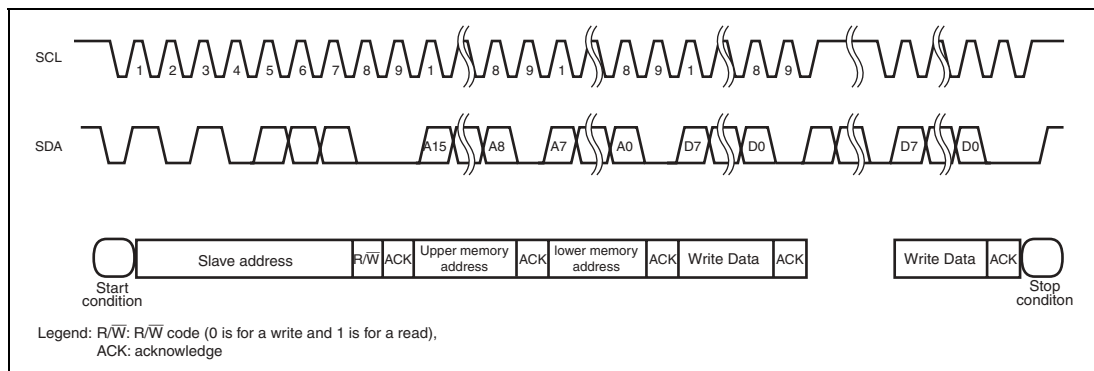 SCL
1 2 3 4 5 6 7 8 9 1 8 9 1 8 9 1 8 9
SDA
A15 A8 A7 A0 D7 D0 D7 D0
Slave address R/W̅ ACK Upper memory address ACK lower memory address ACK Write Data ACK Write Data ACK
Start condition
Stop conditon
Legend: R/W̅: R/W̅ code (0 is for a write and 1 is for a read),
ACK: acknowledge